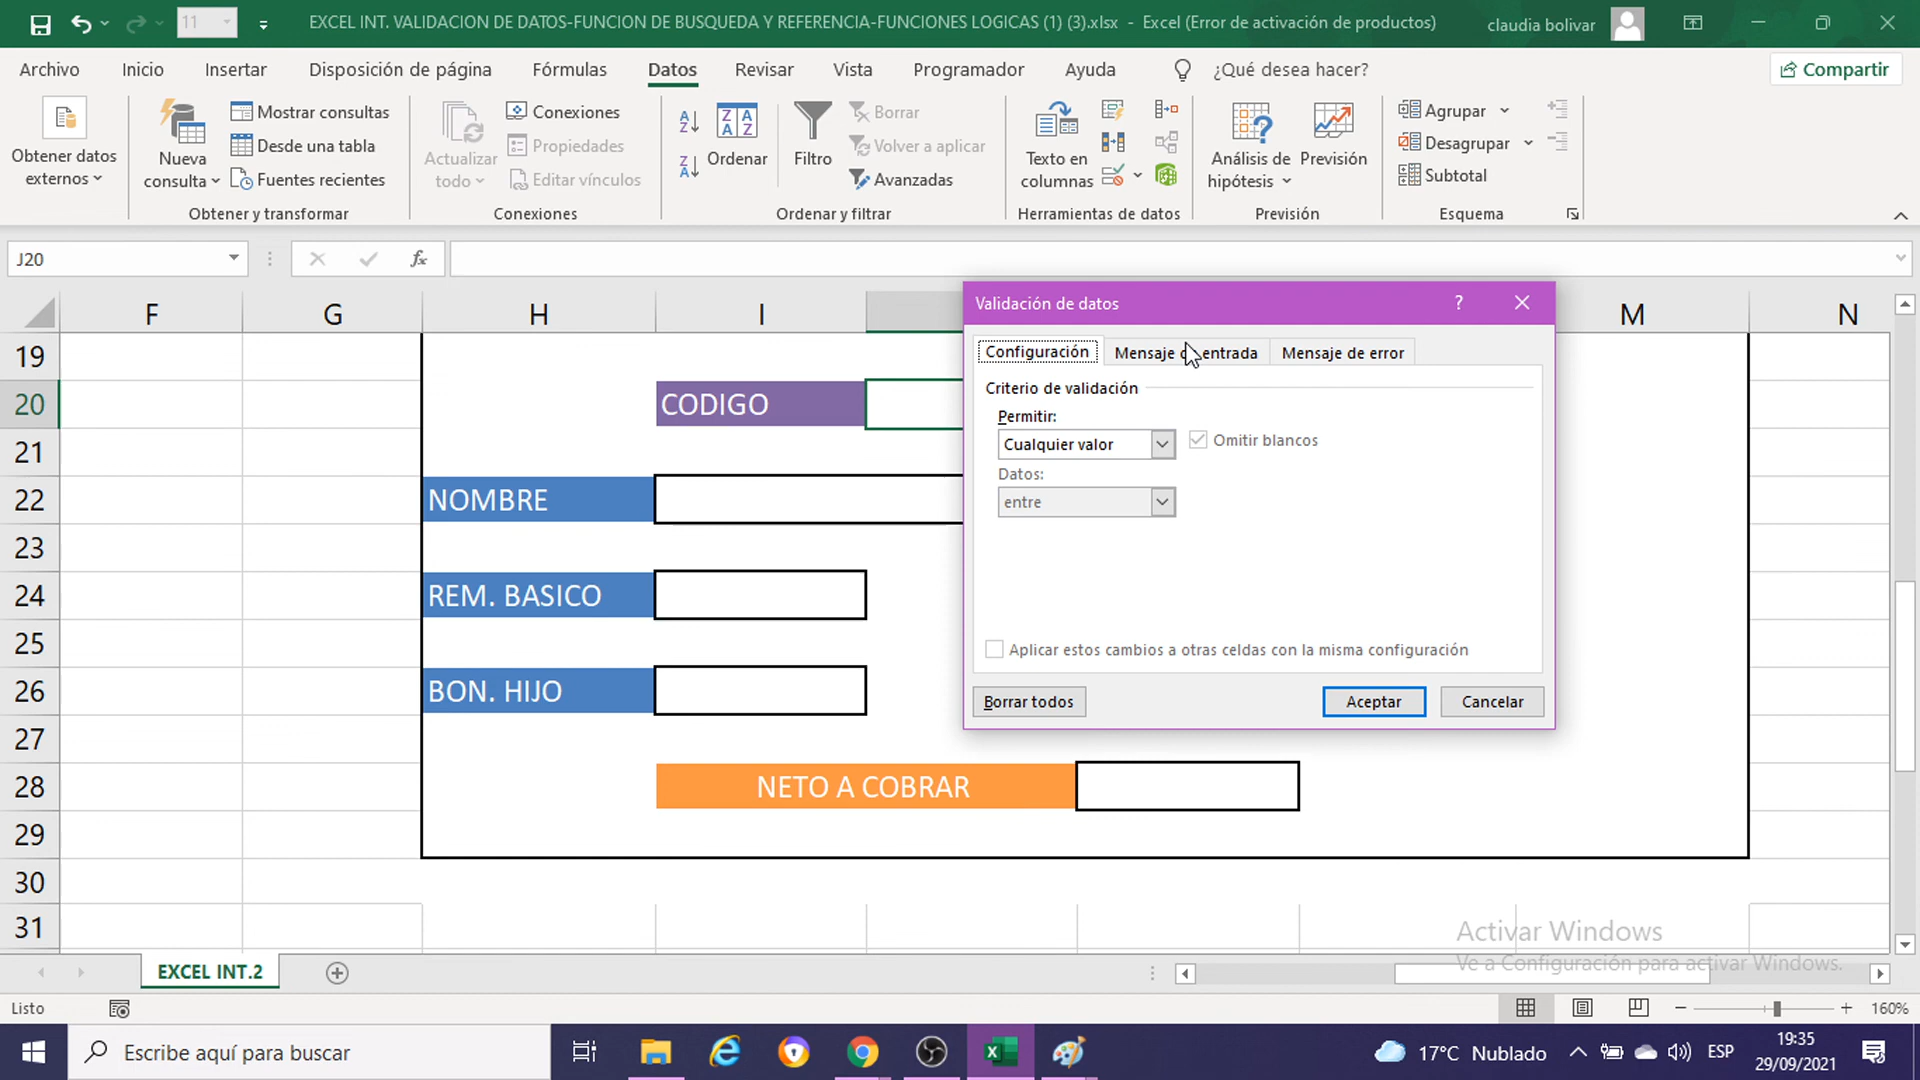 11
EXCEL INT. VALIDACION DE DATOS-FUNCION DE BUSQUEDA Y REFERENCIA-FUNCIONES LOGICAS (1) (3).xlsx - Excel (Error de activación de productos)
claudia bolivar
Archivo Inicio Insertar Disposición de página Fórmulas Datos Revisar Vista Programador Ayuda ¿Qué desea hacer? Compartir
Obtener datos externos
Nueva consulta
Mostrar consultas
Desde una tabla
Fuentes recientes
Obtener y transformar
Actualizar todo
Conexiones
Propiedades
Editar vínculos
Conexiones
Ordenar
Filtro
Borrar
Volver a aplicar
Avanzadas
Ordenar y filtrar
Texto en columnas
Herramientas de datos
Análisis de hipótesis
Previsión
Previsión
Agrupar
Desagrupar
Subtotal
Esquema
J20
fx
F G H I M N
19
20 CODIGO
21
22 NOMBRE
23
24 REM. BASICO
25
26 BON. HIJO
27
28 NETO A COBRAR
29
30
31
Validación de datos ?
Configuración Mensaje de entrada Mensaje de error
Criterio de validación
Permitir:
Cualquier valor Omitir blancos
Datos:
entre
Aplicar estos cambios a otras celdas con la misma configuración
Borrar todos Aceptar Cancelar
Activar Windows
Ve a Configuración para activar Windows.
EXCEL INT.2
Listo
160%
Escribe aquí para buscar
17°C Nublado
ESP
19:35
29/09/2021